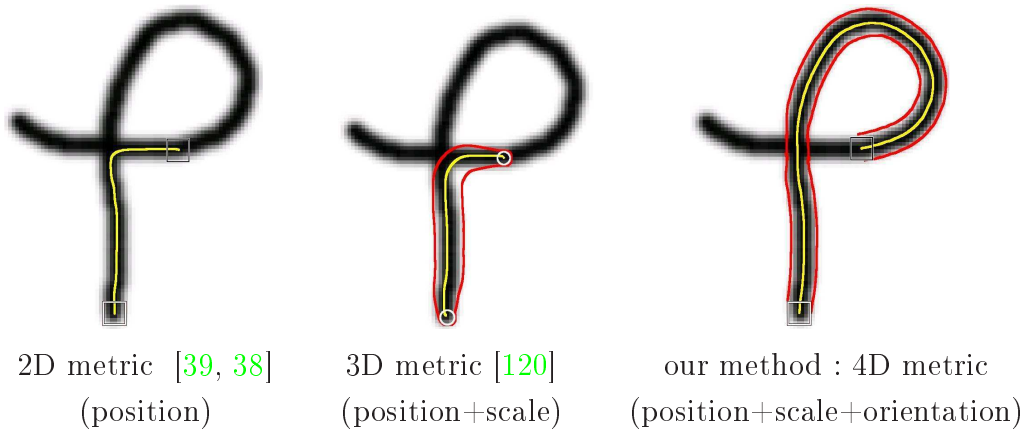 2D metric [39, 38]
(position)
3D metric [120]
(position+scale)
our method : 4D metric
(position+scale+orientation)